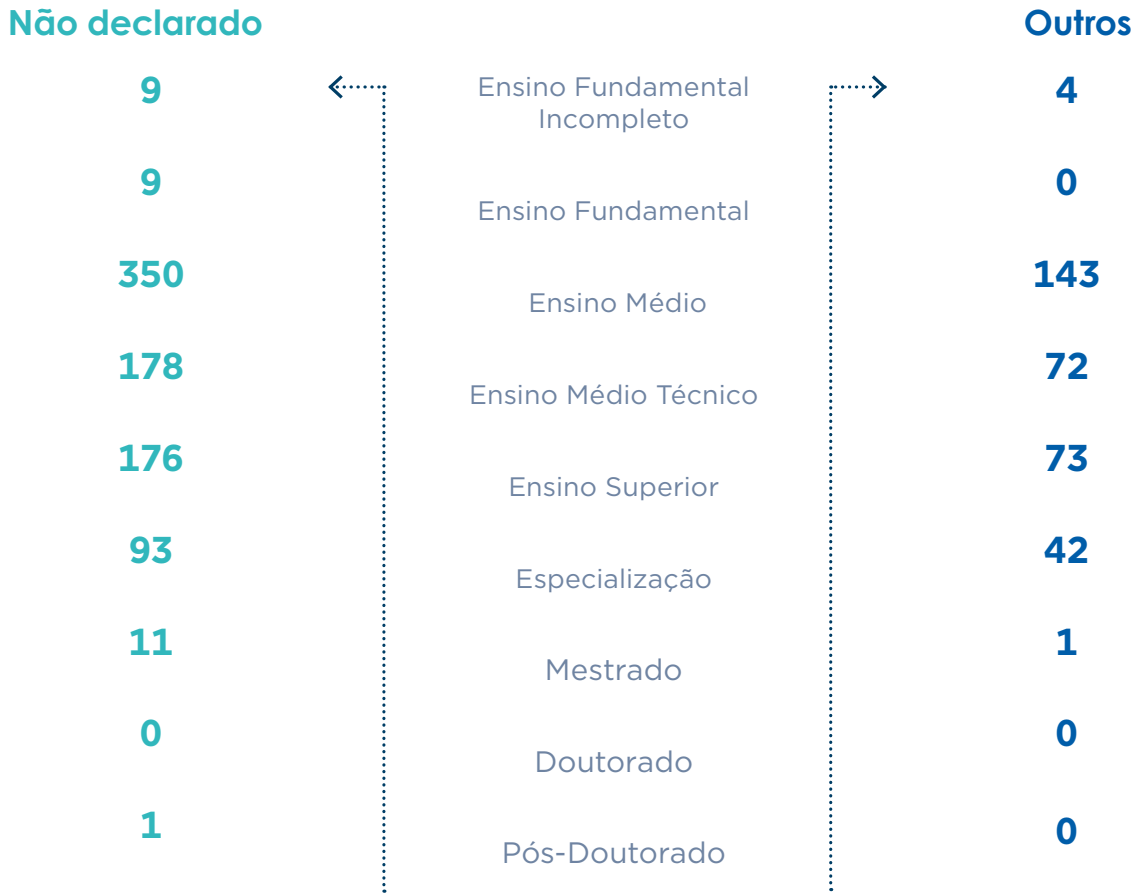 Não declarado
Outros
9
Ensino Fundamental
Incompleto
4
9
Ensino Fundamental
0
350
Ensino Médio
143
178
Ensino Médio Técnico
72
176
Ensino Superior
73
93
Especialização
42
11
Mestrado
1
0
Doutorado
0
1
Pós-Doutorado
0